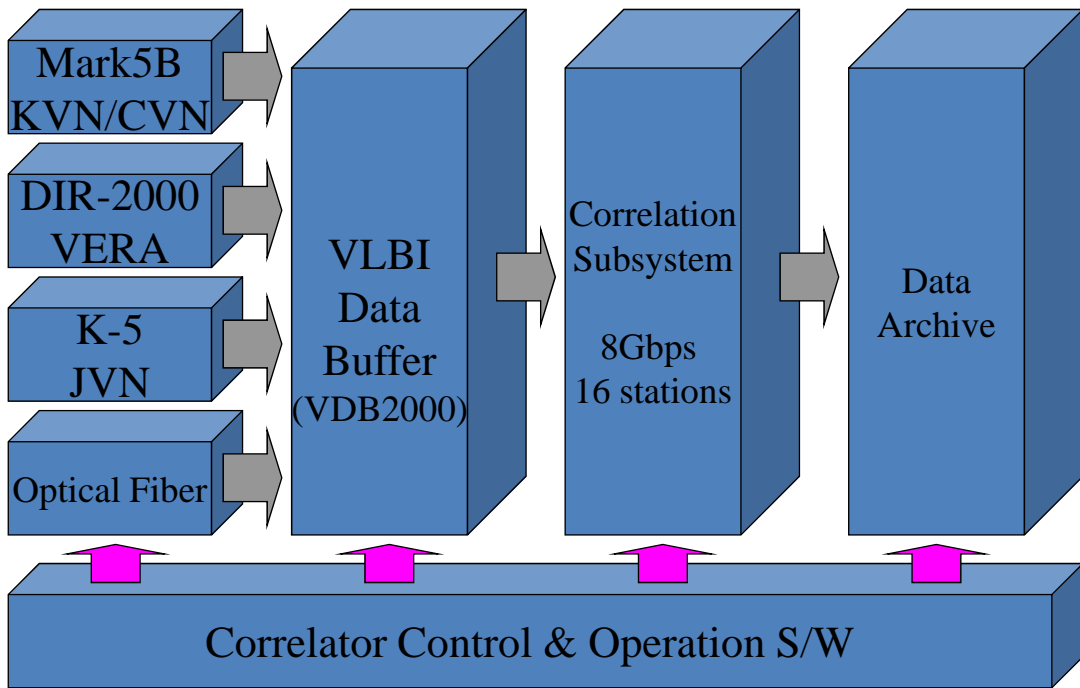 Mark5B
KVN/CVN
DIR-2000
VERA
K-5
JVN
Optical Fiber
VLBI
Data
Buffer
(VDB2000)
Correlation
Subsystem
8Gbps
16 stations
Data
Archive
Correlator Control & Operation S/W